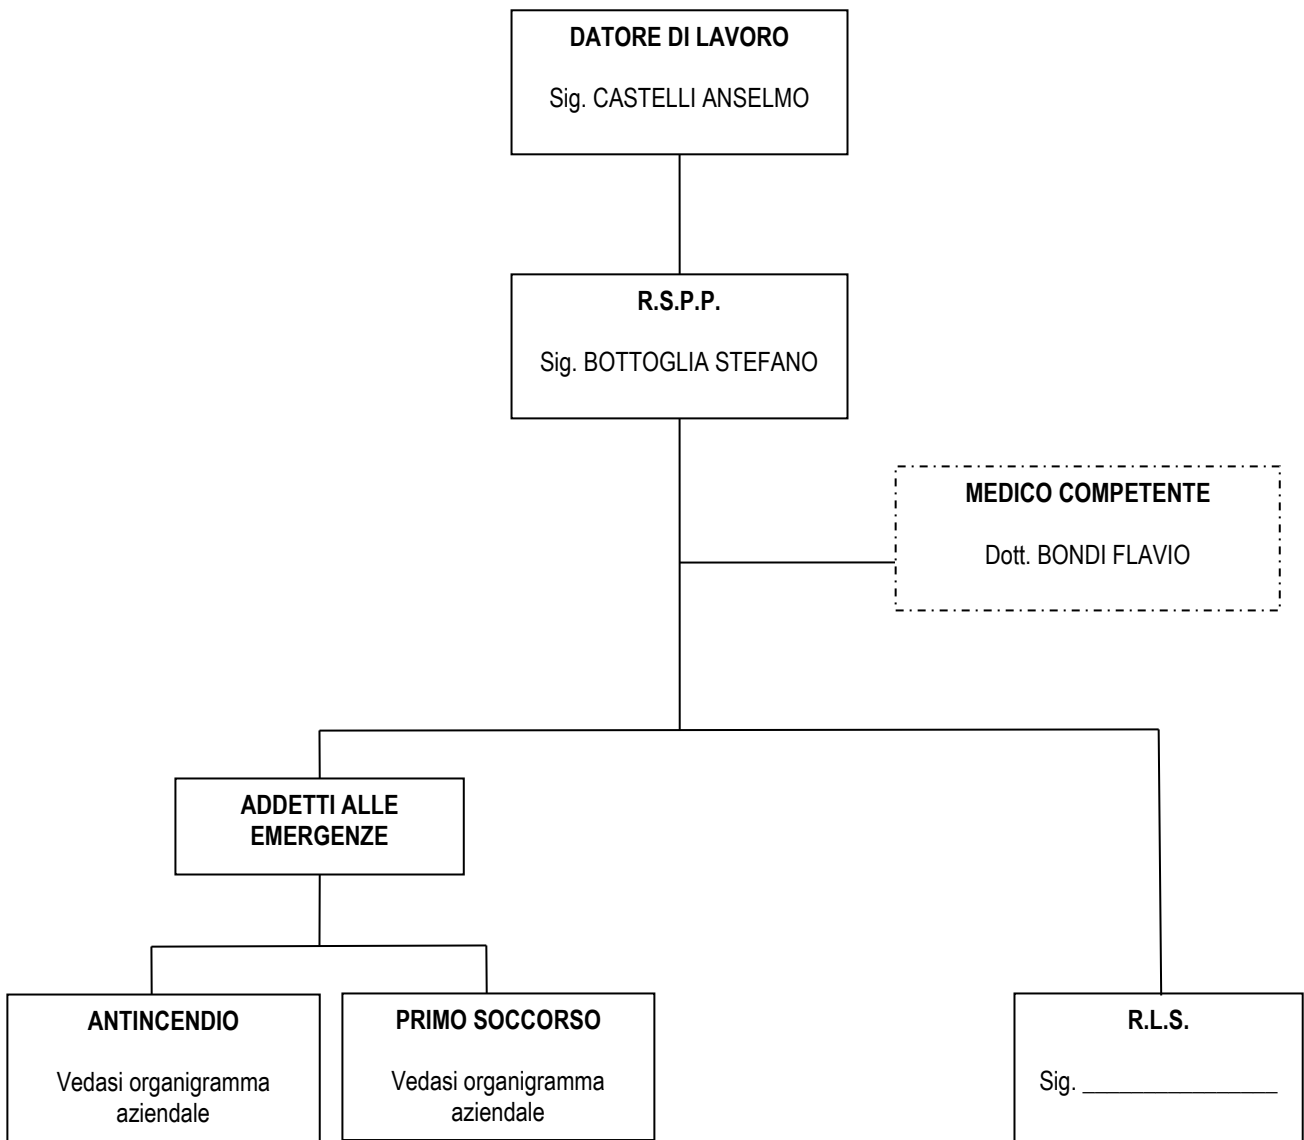 DATORE DI LAVORO
Sig. CASTELLI ANSELMO
R.S.P.P.
Sig. BOTTOGLIA STEFANO
MEDICO COMPETENTE
Dott. BONDI FLAVIO
ADDETTI ALLE
EMERGENZE
ANTINCENDIO
Vedasi organigramma
aziendale
PRIMO SOCCORSO
Vedasi organigramma
aziendale
R.L.S.
Sig. ________________